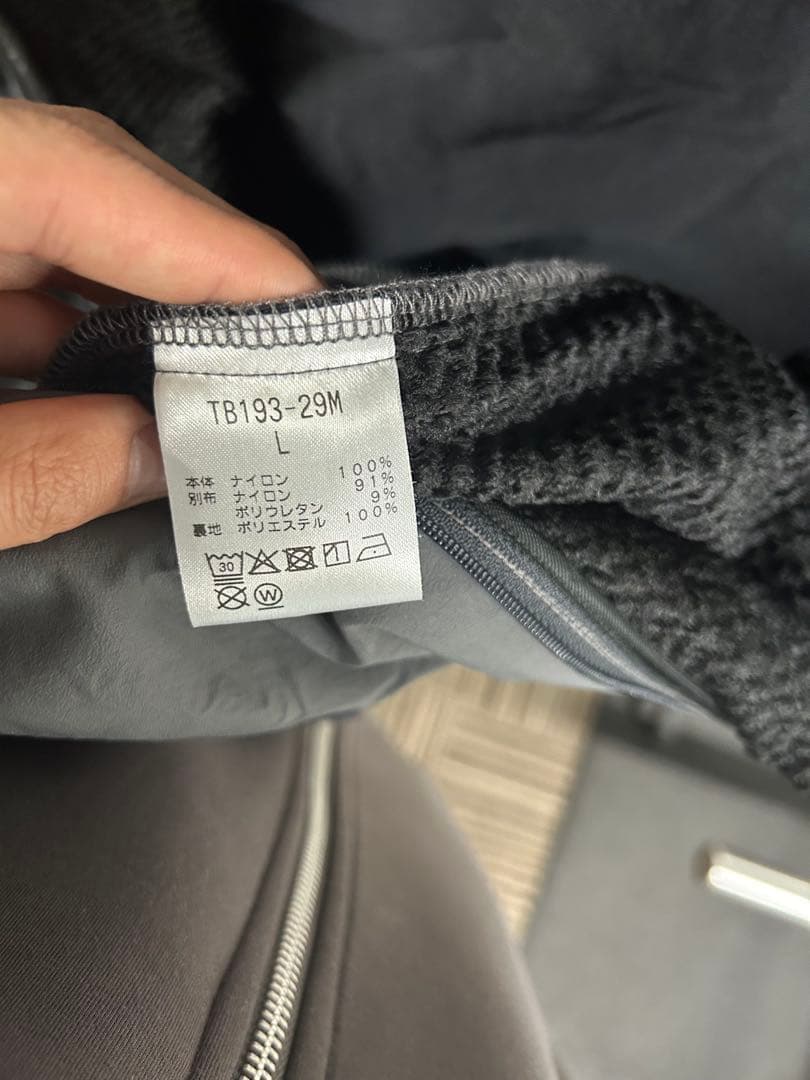 TB193-29M
L
本体 ナイロン 100%
別布 ナイロン 91%
ポリウレタン 9%
裏地 ポリエステル 100%
30
W